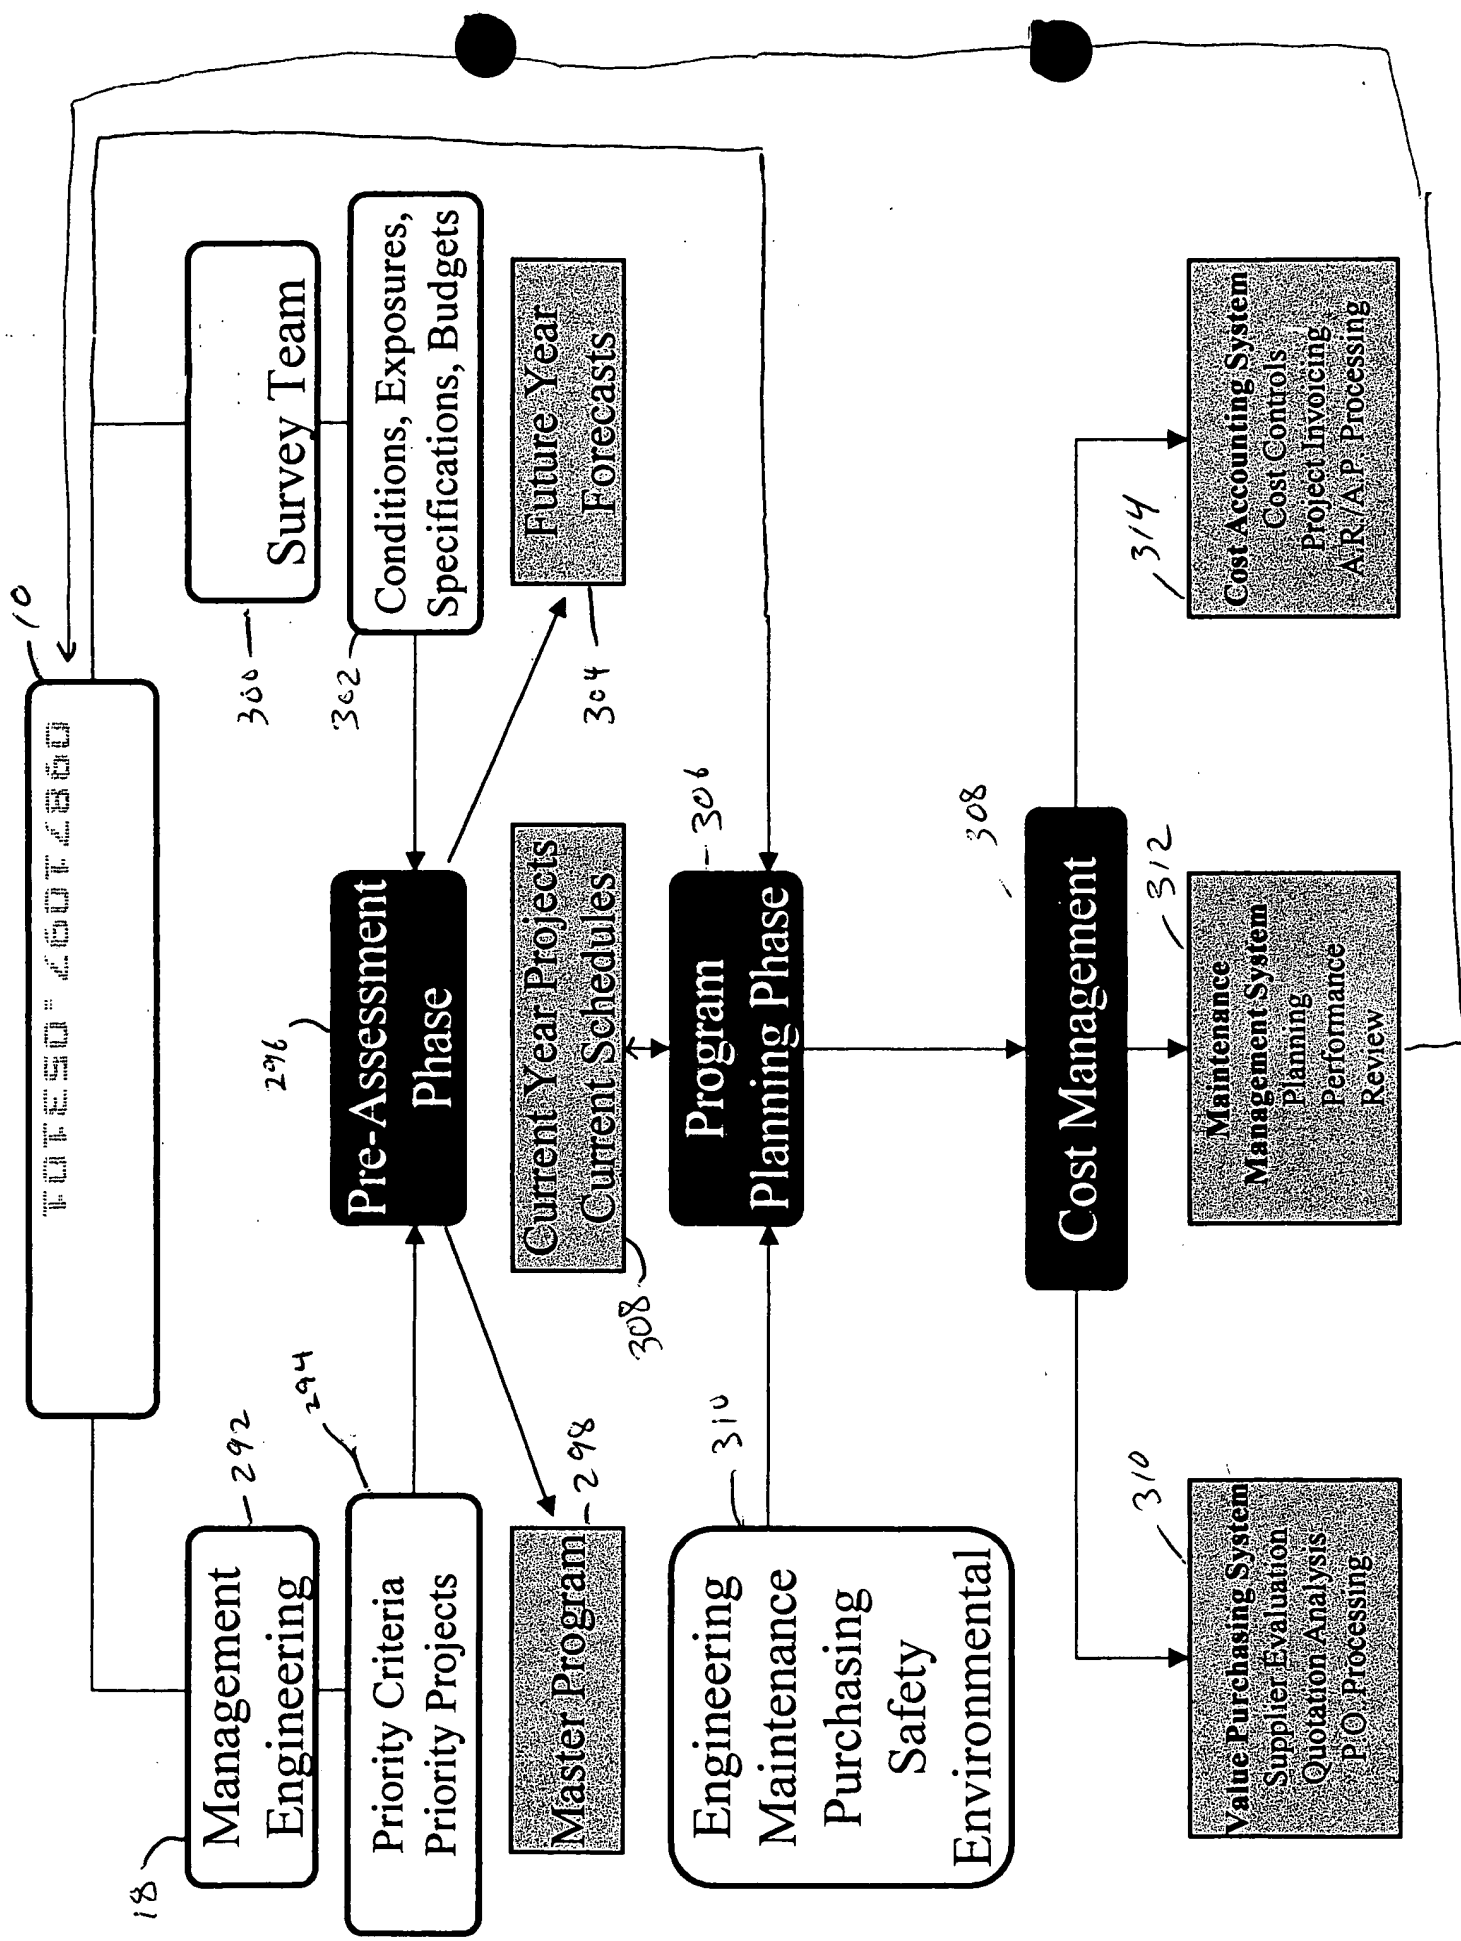 10
09871097.053101
18
Management
Engineering
292
300
Survey Team
294
Priority Criteria
Priority Projects
296
Pre-Assessment
Phase
302
Conditions, Exposures,
Specifications, Budgets
Master Program
298
308
Current Year Projects
Current Schedules
304
Future Year
Forecasts
310
Engineering
Maintenance
Purchasing
Safety
Environmental
Program
Planning Phase
306
308
Cost Management
310
Value Purchasing System
Supplier Evaluation
Quotation Analysis
P.O. Processing
312
Maintenance
Management System
Planning
Performance
Review
314
Cost Accounting System
Cost Controls
Project Invoicing
A.R./A.P. Processing